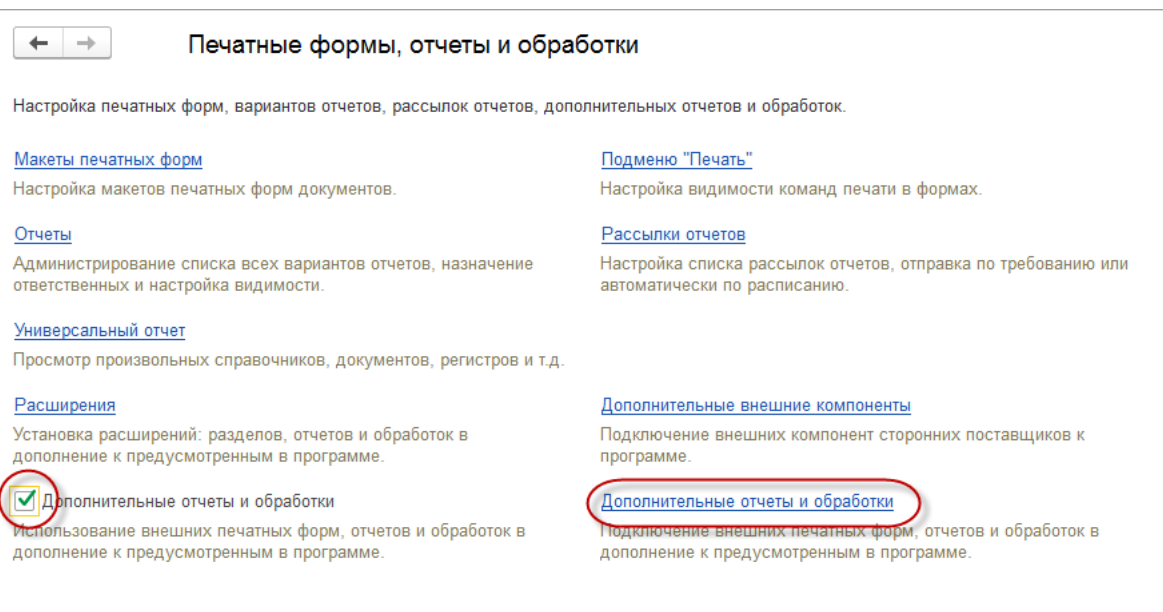 Печатные формы, отчеты и обработки
Настройка печатных форм, вариантов отчетов, рассылок отчетов, дополнительных отчетов и обработок.
Макеты печатных форм
Настройка макетов печатных форм документов.
Подменю "Печать"
Настройка видимости команд печати в формах.
Отчеты
Администрирование списка всех вариантов отчетов, назначение
ответственных и настройка видимости.
Рассылки отчетов
Настройка списка рассылок отчетов, отправка по требованию или
автоматически по расписанию.
Универсальный отчет
Просмотр произвольных справочников, документов, регистров и т.д.
Расширения
Установка расширений: разделов, отчетов и обработок в
дополнение к предусмотренным в программе.
Дополнительные внешние компоненты
Подключение внешних компонент сторонних поставщиков к
программе.
Дополнительные отчеты и обработки
Использование внешних печатных форм, отчетов и обработок в
дополнение к предусмотренным в программе.
Дополнительные отчеты и обработки
Подключение внешних печатных форм, отчетов и обработок в
дополнение к предусмотренным в программе.